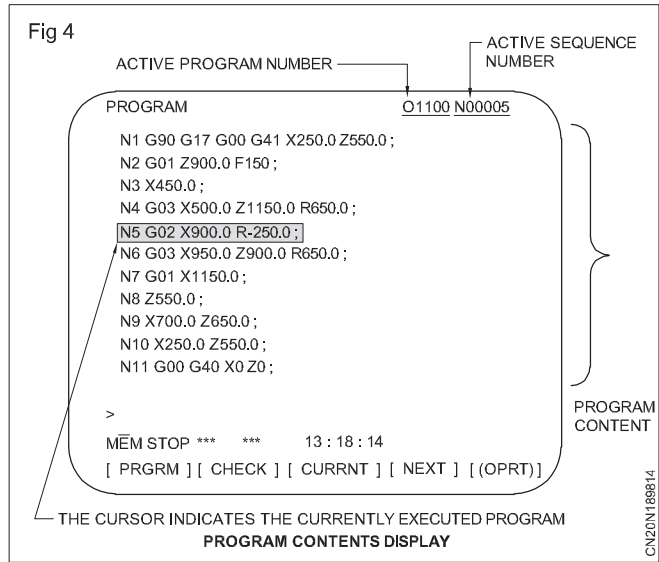 Fig 4
ACTIVE PROGRAM NUMBER
ACTIVE SEQUENCE
NUMBER
PROGRAM O1100 N00005
N1 G90 G17 G00 G41 X250.0 Z550.0 ;
N2 G01 Z900.0 F150 ;
N3 X450.0 ;
N4 G03 X500.0 Z1150.0 R650.0 ;
N5 G02 X900.0 R-250.0 ;
N6 G03 X950.0 Z900.0 R650.0 ;
N7 G01 X1150.0 ;
N8 Z550.0 ;
N9 X700.0 Z650.0 ;
N10 X250.0 Z550.0 ;
N11 G00 G40 X0 Z0 ;
>
MEM STOP *** *** 13 : 18 : 14
[ PRGRM ] [ CHECK ] [ CURRNT ] [ NEXT ] [ (OPRT) ]
PROGRAM
CONTENT
THE CURSOR INDICATES THE CURRENTLY EXECUTED PROGRAM
PROGRAM CONTENTS DISPLAY
CN20N189814